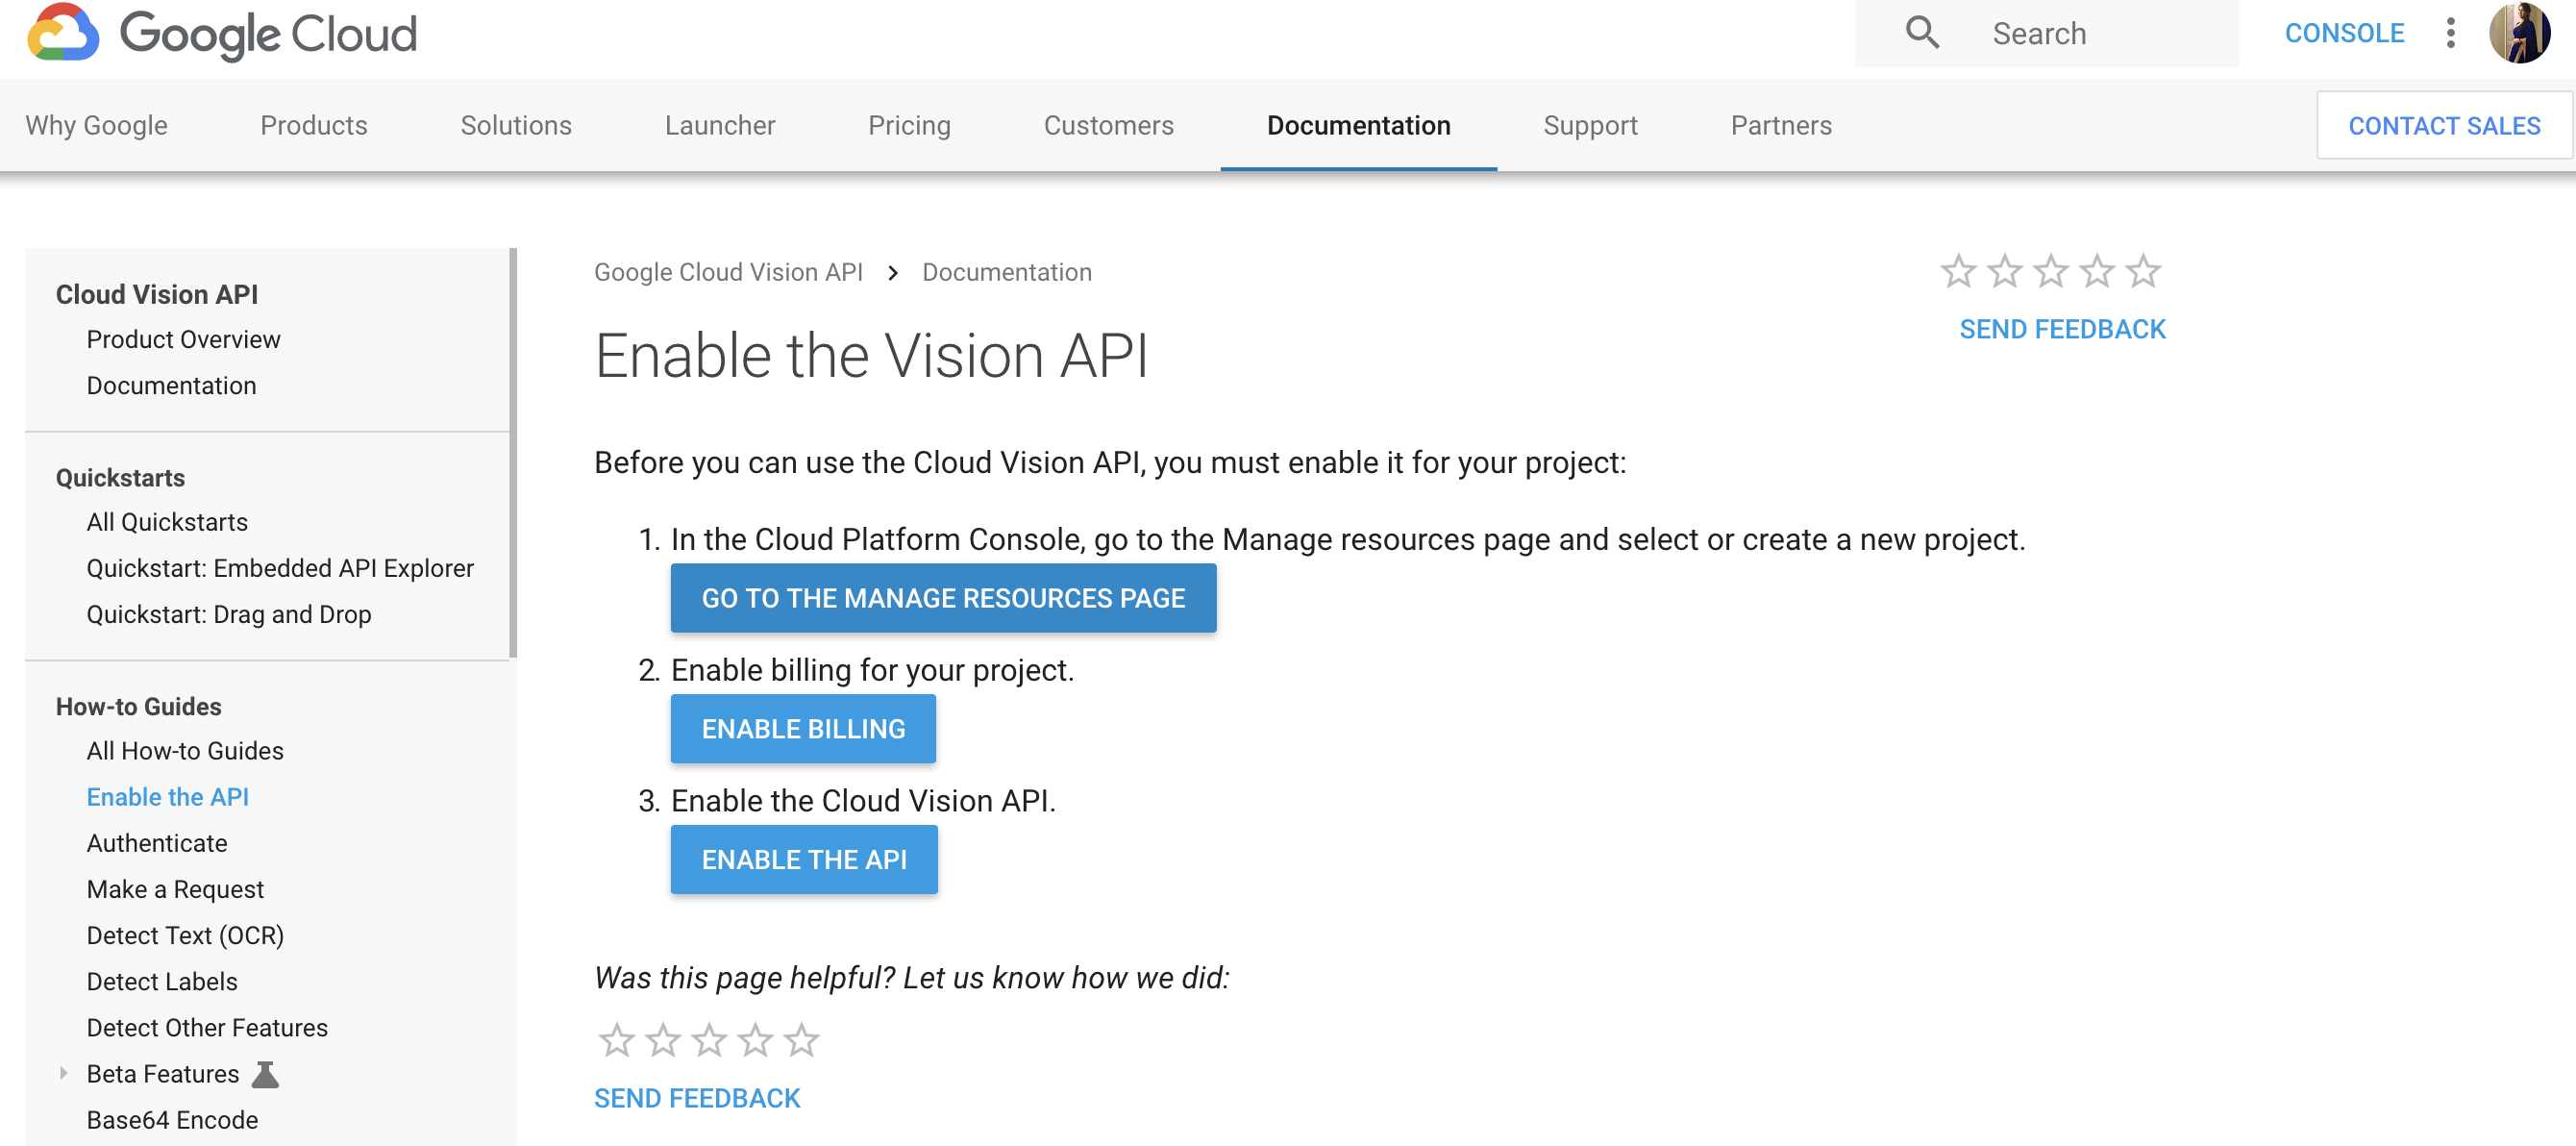 Google Cloud
Search
CONSOLE
Why Google
Products
Solutions
Launcher
Pricing
Customers
Documentation
Support
Partners
CONTACT SALES
Cloud Vision API
Product Overview
Documentation
Quickstarts
All Quickstarts
Quickstart: Embedded API Explorer
Quickstart: Drag and Drop
How-to Guides
All How-to Guides
Enable the API
Authenticate
Make a Request
Detect Text (OCR)
Detect Labels
Detect Other Features
Beta Features
Base64 Encode
Google Cloud Vision API > Documentation
SEND FEEDBACK
Enable the Vision API
Before you can use the Cloud Vision API, you must enable it for your project:
1. In the Cloud Platform Console, go to the Manage resources page and select or create a new project.
GO TO THE MANAGE RESOURCES PAGE
2. Enable billing for your project.
ENABLE BILLING
3. Enable the Cloud Vision API.
ENABLE THE API
Was this page helpful? Let us know how we did:
SEND FEEDBACK